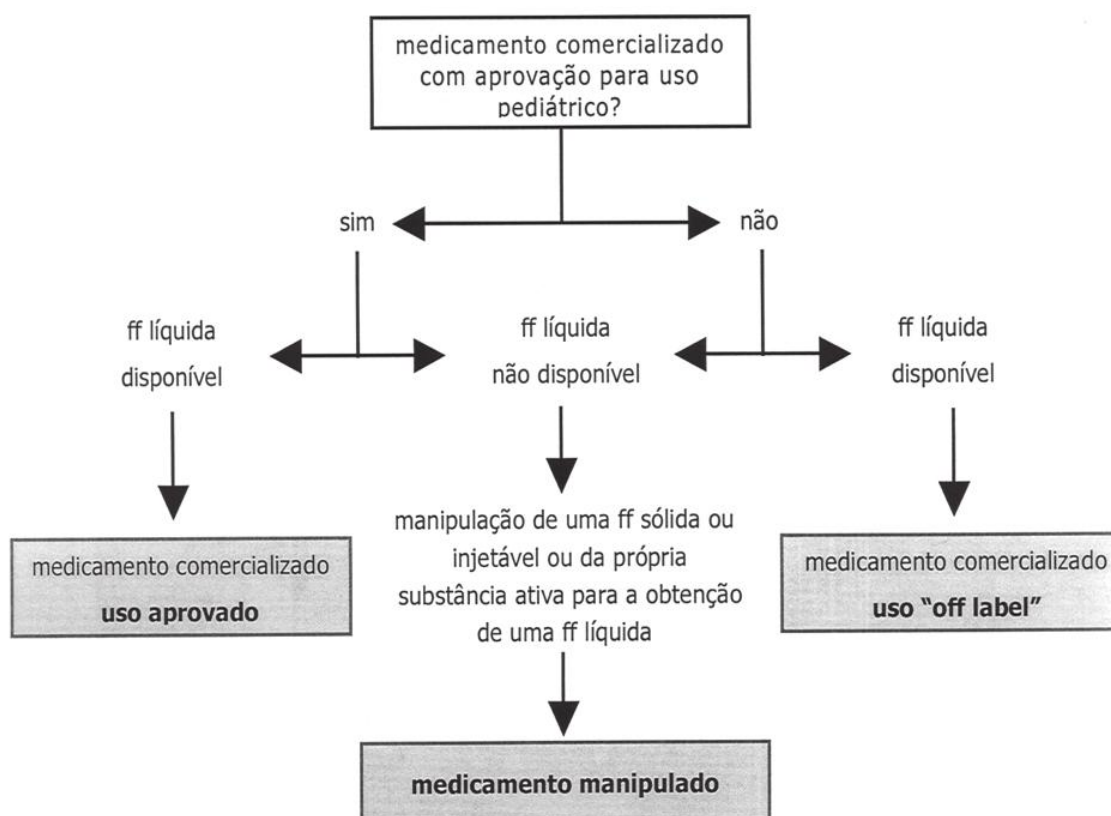 medicamento comercializado
com aprovação para uso
pediátrico?
sim
não
ff líquida
disponível
ff líquida
não disponível
ff líquida
disponível
medicamento comercializado
uso aprovado
manipulação de uma ff sólida ou
injetável ou da própria
substância ativa para a obtenção
de uma ff líquida
medicamento comercializado
uso “off label”
medicamento manipulado